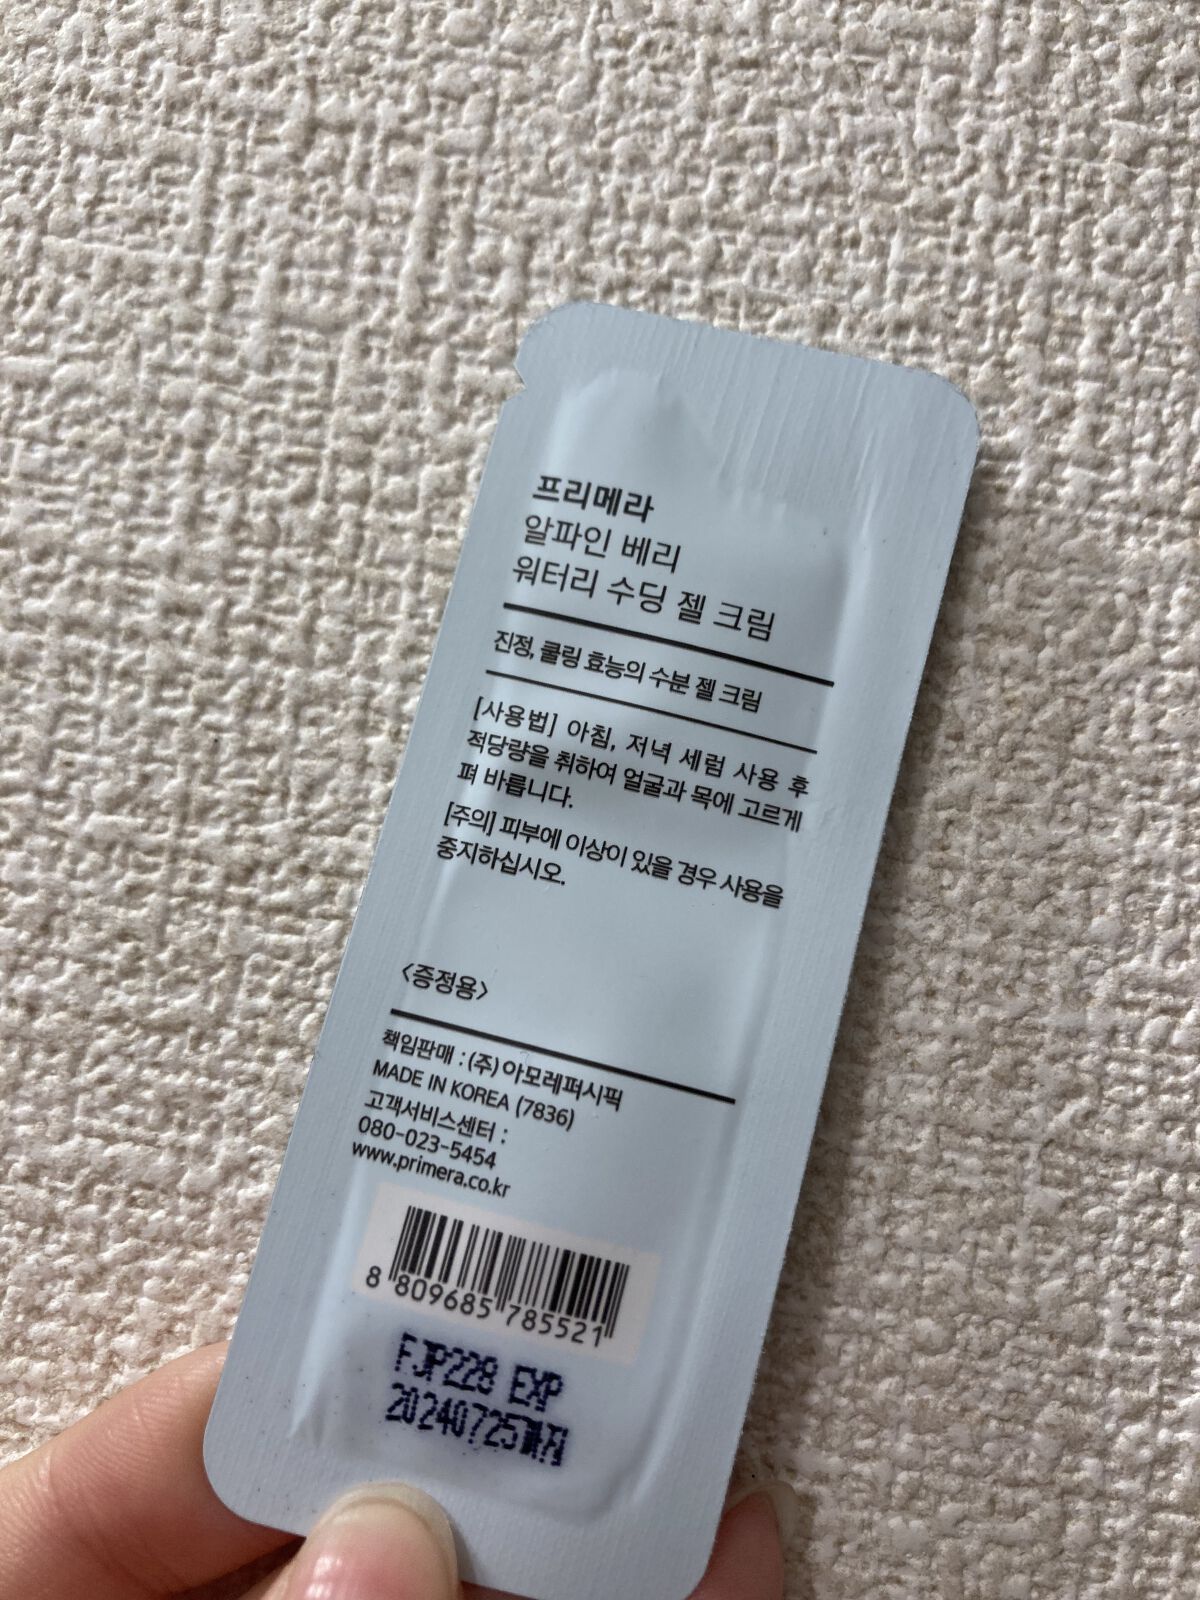 프리메라
알파인 베리
워터리 수딩 젤 크림
진정, 쿨링 효능의 수분 젤 크림
[사용법] 아침, 저녁 세럼 사용 후
적당량을 취하여 얼굴과 목에 고르게
펴 바릅니다.
[주의] 피부에 이상이 있을 경우 사용을
중지하십시오.
<증정용>
책임판매 : (주)아모레퍼시픽
MADE IN KOREA (7836)
고객서비스센터 :
080-023-5454
www.primera.co.kr
8 809685 785521
FJP228 EXP
20240725까지